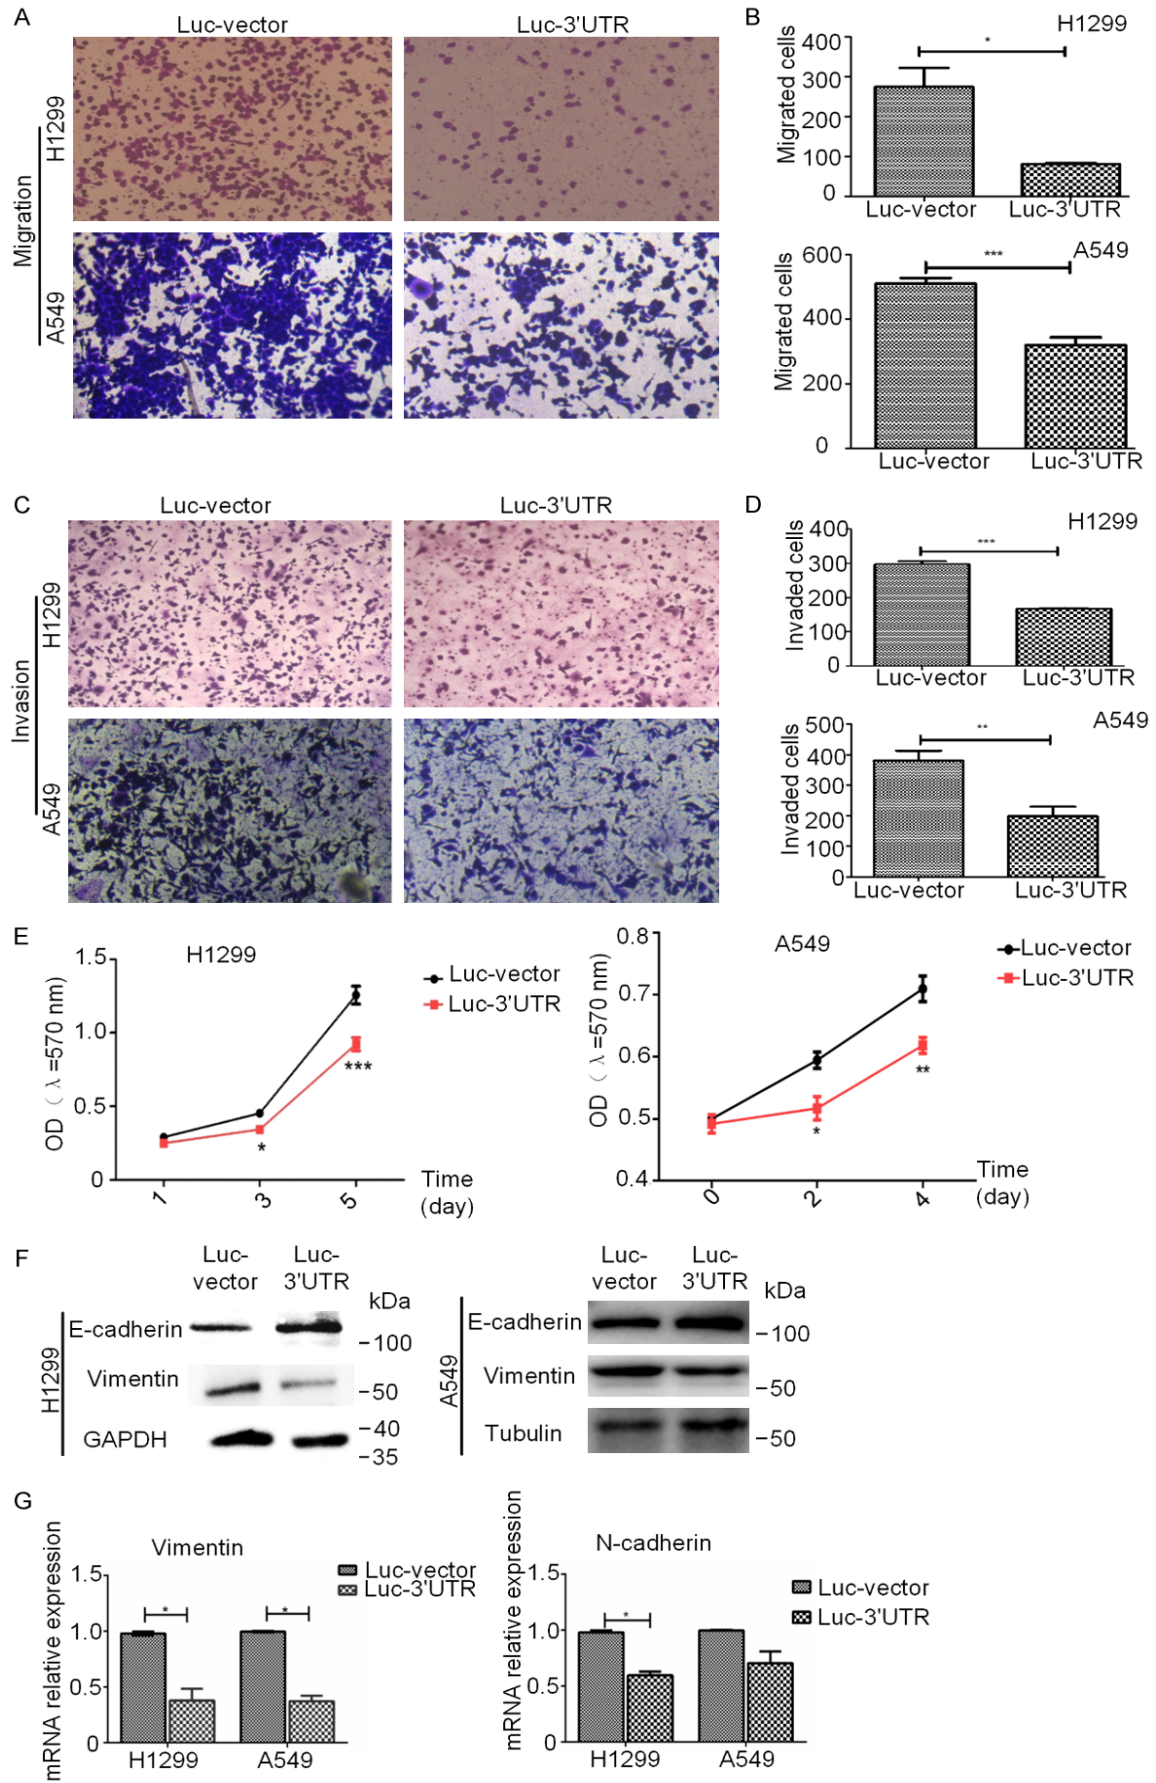 A
Luc-vector
Luc-3'UTR
Migration
H1299
A549
B
H1299
Migrated cells
400
300
200
100
0
*
Luc-vector
Luc-3'UTR
A549
Migrated cells
600
400
200
0
***
Luc-vector
Luc-3'UTR
C
Luc-vector
Luc-3'UTR
Invasion
H1299
A549
D
H1299
Invaded cells
400
300
200
100
0
***
Luc-vector
Luc-3'UTR
A549
Invaded cells
500
400
300
200
100
0
**
Luc-vector
Luc-3'UTR
E
H1299
OD ( λ =570 nm)
1.5
1.0
0.5
0
Luc-vector
Luc-3'UTR
*
***
1
3
5
Time
(day)
A549
OD ( λ =570 nm)
0.8
0.7
0.6
0.5
0.4
Luc-vector
Luc-3'UTR
*
**
0
2
4
Time
(day)
F
H1299
Luc-
vector
Luc-
3'UTR
kDa
E-cadherin
–100
Vimentin
–50
GAPDH
–40
–35
A549
Luc-
vector
Luc-
3'UTR
kDa
E-cadherin
–100
Vimentin
–50
Tubulin
–50
G
mRNA relative expression
Vimentin
1.5
1.0
0.5
0
Luc-vector
Luc-3'UTR
*
*
H1299
A549
mRNA relative expression
N-cadherin
1.5
1.0
0.5
0
Luc-vector
Luc-3'UTR
*
H1299
A549